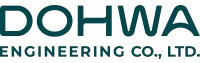 DOHWA
ENGINEERING CO., LTD.